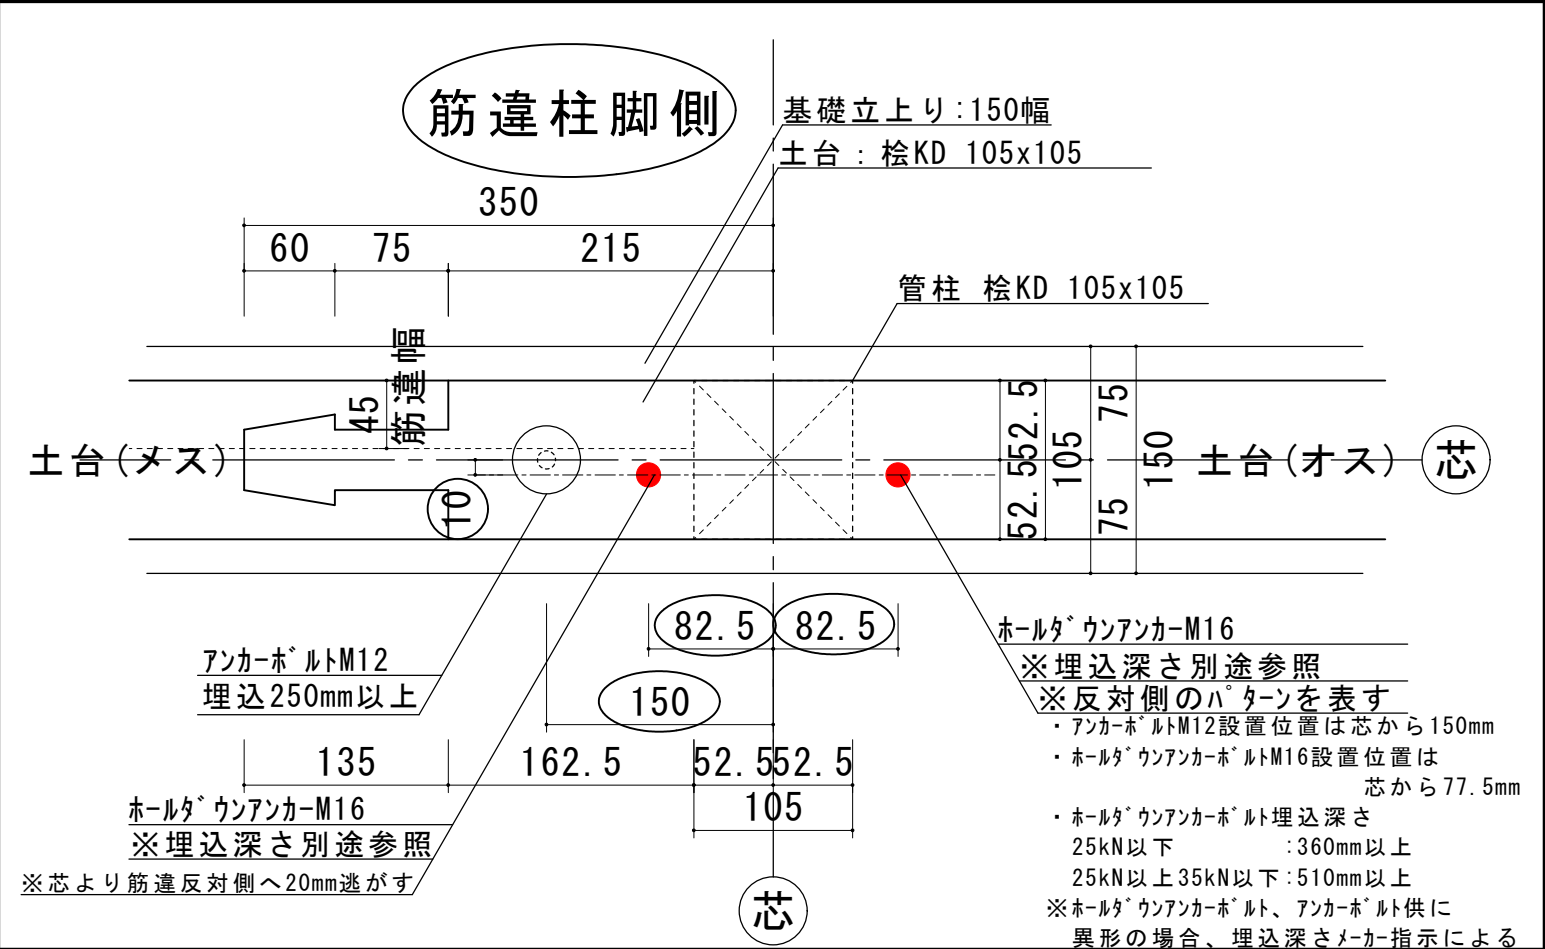 筋違柱脚側
基礎立上り:150幅
土台：桧KD 105x105
350
60
75
215
管柱 桧KD 105x105
45
筋違幅
52.5
52.5
105
75
75
150
土台(メス)
土台(オス)
芯
10
82.5
82.5
ﾎｰﾙﾀﾞｳﾝｱﾝｶｰM16
※埋込深さ別途参照
※反対側のﾊﾟﾀｰﾝを表す
ｱﾝｶｰﾎﾞﾙﾄM12
埋込250mm以上
150
135
162.5
52.5
52.5
105
ﾎｰﾙﾀﾞｳﾝｱﾝｶｰM16
※埋込深さ別途参照
※芯より筋違反対側へ20mm逃がす
芯
・ｱﾝｶｰﾎﾞﾙﾄM12設置位置は芯から150mm
・ﾎｰﾙﾀﾞｳﾝｱﾝｶｰﾎﾞﾙﾄM16設置位置は
芯から77.5mm
・ﾎｰﾙﾀﾞｳﾝｱﾝｶｰﾎﾞﾙﾄ埋込深さ
25kN以下 :360mm以上
25kN以上35kN以下:510mm以上
※ﾎｰﾙﾀﾞｳﾝｱﾝｶｰﾎﾞﾙﾄ、ｱﾝｶｰﾎﾞﾙﾄ供に
異形の場合、埋込深さﾒｰｶｰ指示による